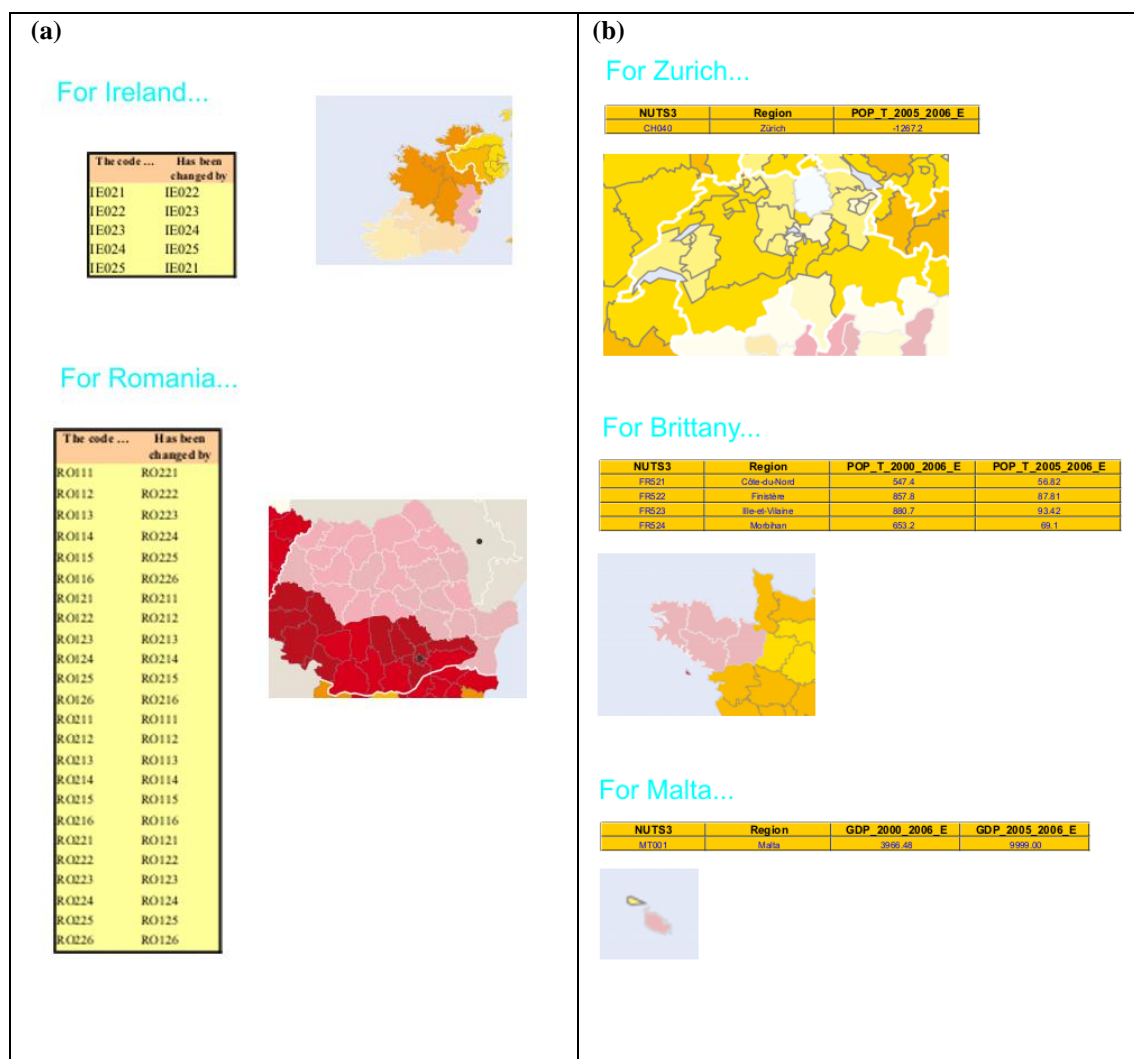 (a)
For Ireland...
The code ... Has been changed by
IE021 IE022
IE022 IE023
IE023 IE024
IE024 IE025
IE025 IE021
For Romania...
The code ... Has been changed by
RO111 RO221
RO112 RO222
RO113 RO223
RO114 RO224
RO115 RO225
RO116 RO226
RO121 RO211
RO122 RO212
RO123 RO213
RO124 RO214
RO125 RO215
RO126 RO216
RO211 RO111
RO212 RO112
RO213 RO113
RO214 RO114
RO215 RO115
RO216 RO116
RO221 RO121
RO222 RO122
RO223 RO123
RO224 RO124
RO225 RO125
RO226 RO126
(b)
For Zurich...
NUTS3 Region POP_T_2005_2006_E
CH040 Zürich -1267.2
For Brittany...
NUTS3 Region POP_T_2000_2006_E POP_T_2005_2006_E
FR521 Côte-du-Nord 547.4 56.82
FR522 Finistère 857.8 87.81
FR523 Ille-et-Vilaine 880.7 93.42
FR524 Morbihan 653.2 69.1
For Malta...
NUTS3 Region GDP_2000_2006_E GDP_2005_2006_E
MT001 Malta 3966.48 9999.00